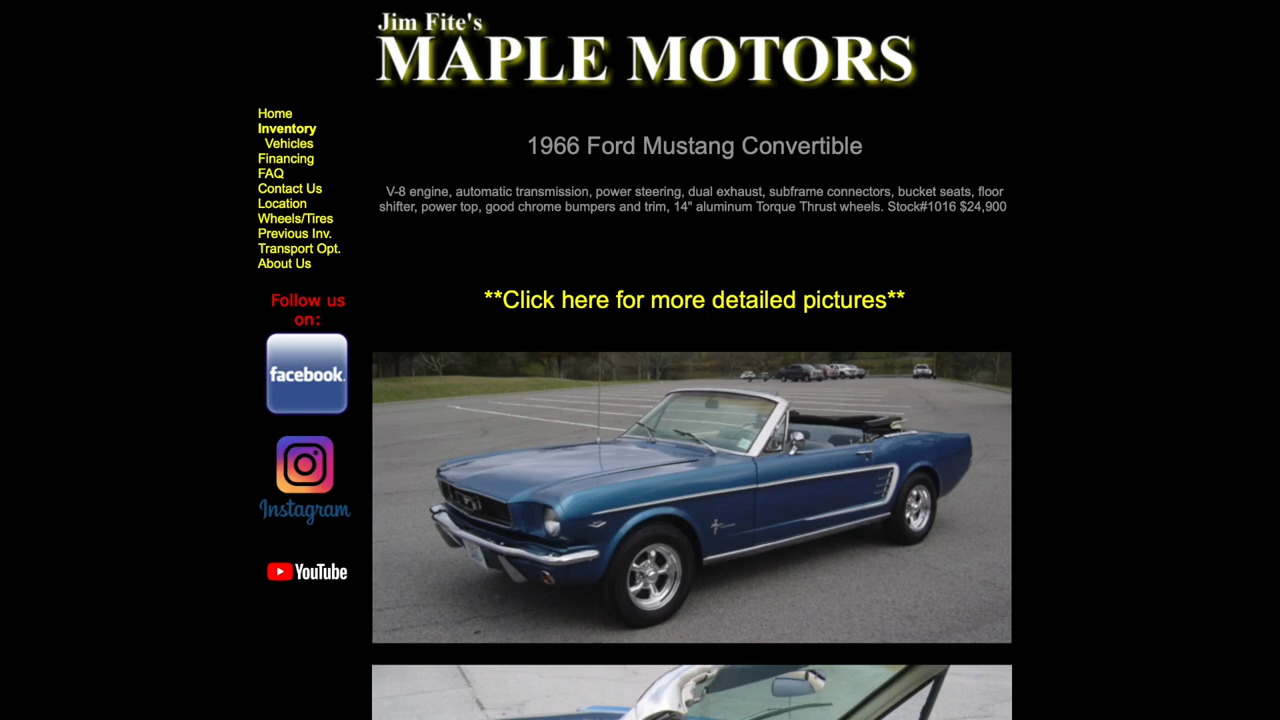 Jim Fite's
MAPLE MOTORS
Home
Inventory
Vehicles
Financing
FAQ
Contact Us
Location
Wheels/Tires
Previous Inv.
Transport Opt.
About Us
Follow us
on:
facebook.
Instagram
YouTube
1966 Ford Mustang Convertible
V-8 engine, automatic transmission, power steering, dual exhaust, subframe connectors, bucket seats, floor
shifter, power top, good chrome bumpers and trim, 14" aluminum Torque Thrust wheels. Stock#1016 $24,900
**Click here for more detailed pictures**